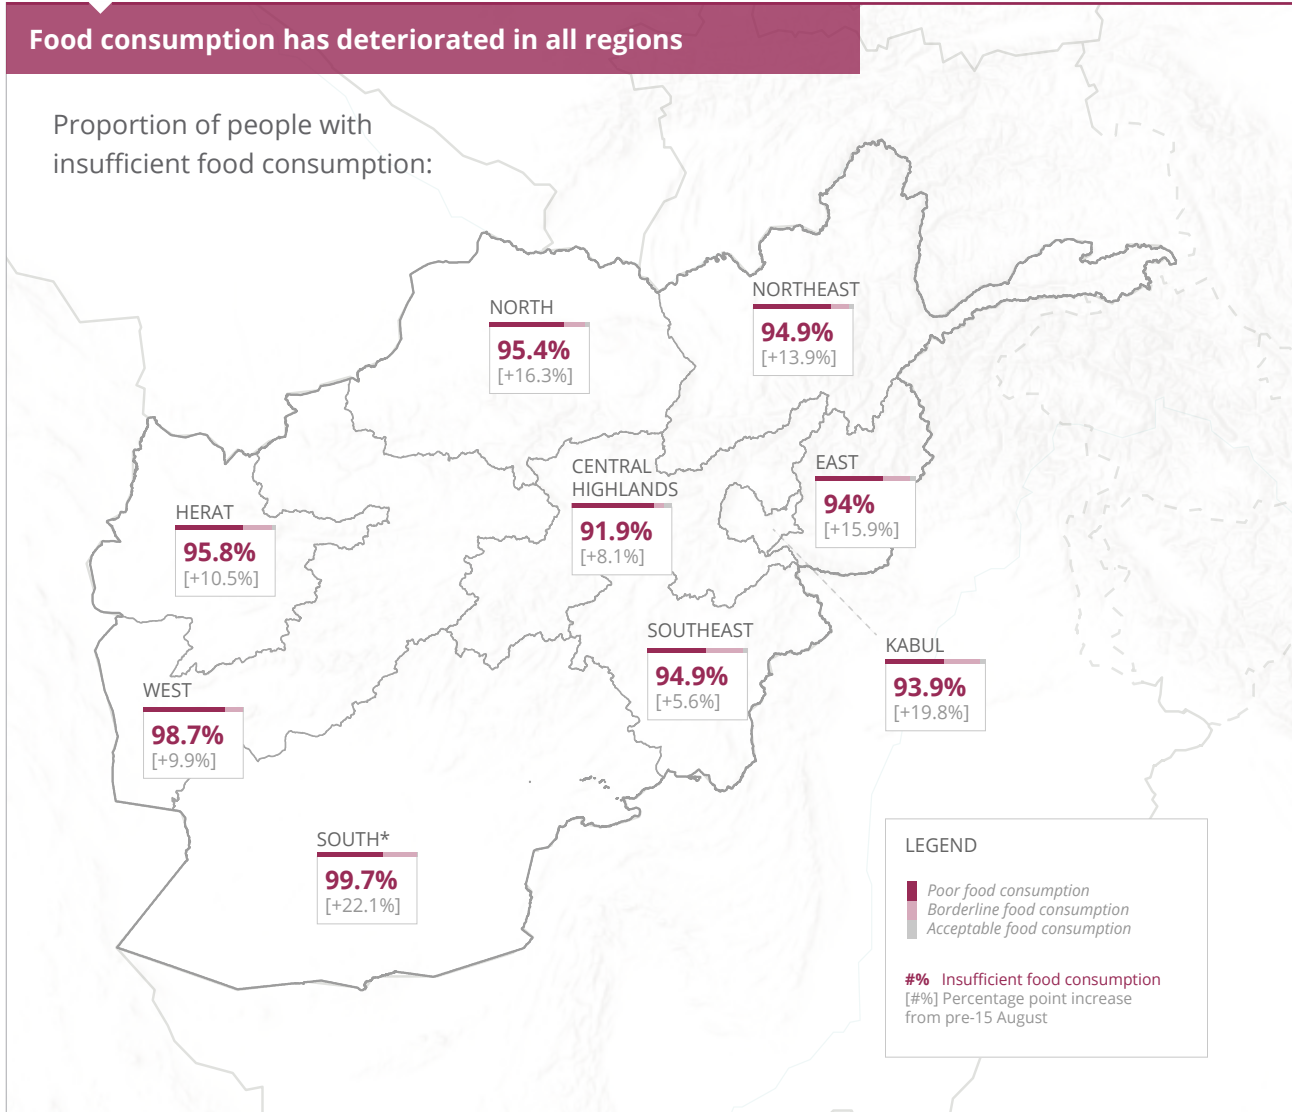 Food consumption has deteriorated in all regions
Proportion of people with
insufficient food consumption:
NORTH
95.4%
[+16.3%]
NORTHEAST
94.9%
[+13.9%]
CENTRAL
HIGHLANDS
91.9%
[+8.1%]
EAST
94%
[+15.9%]
HERAT
95.8%
[+10.5%]
SOUTHEAST
94.9%
[+5.6%]
KABUL
93.9%
[+19.8%]
WEST
98.7%
[+9.9%]
SOUTH*
99.7%
[+22.1%]
LEGEND
Poor food consumption
Borderline food consumption
Acceptable food consumption
#% Insufficient food consumption
[#%] Percentage point increase
from pre-15 August